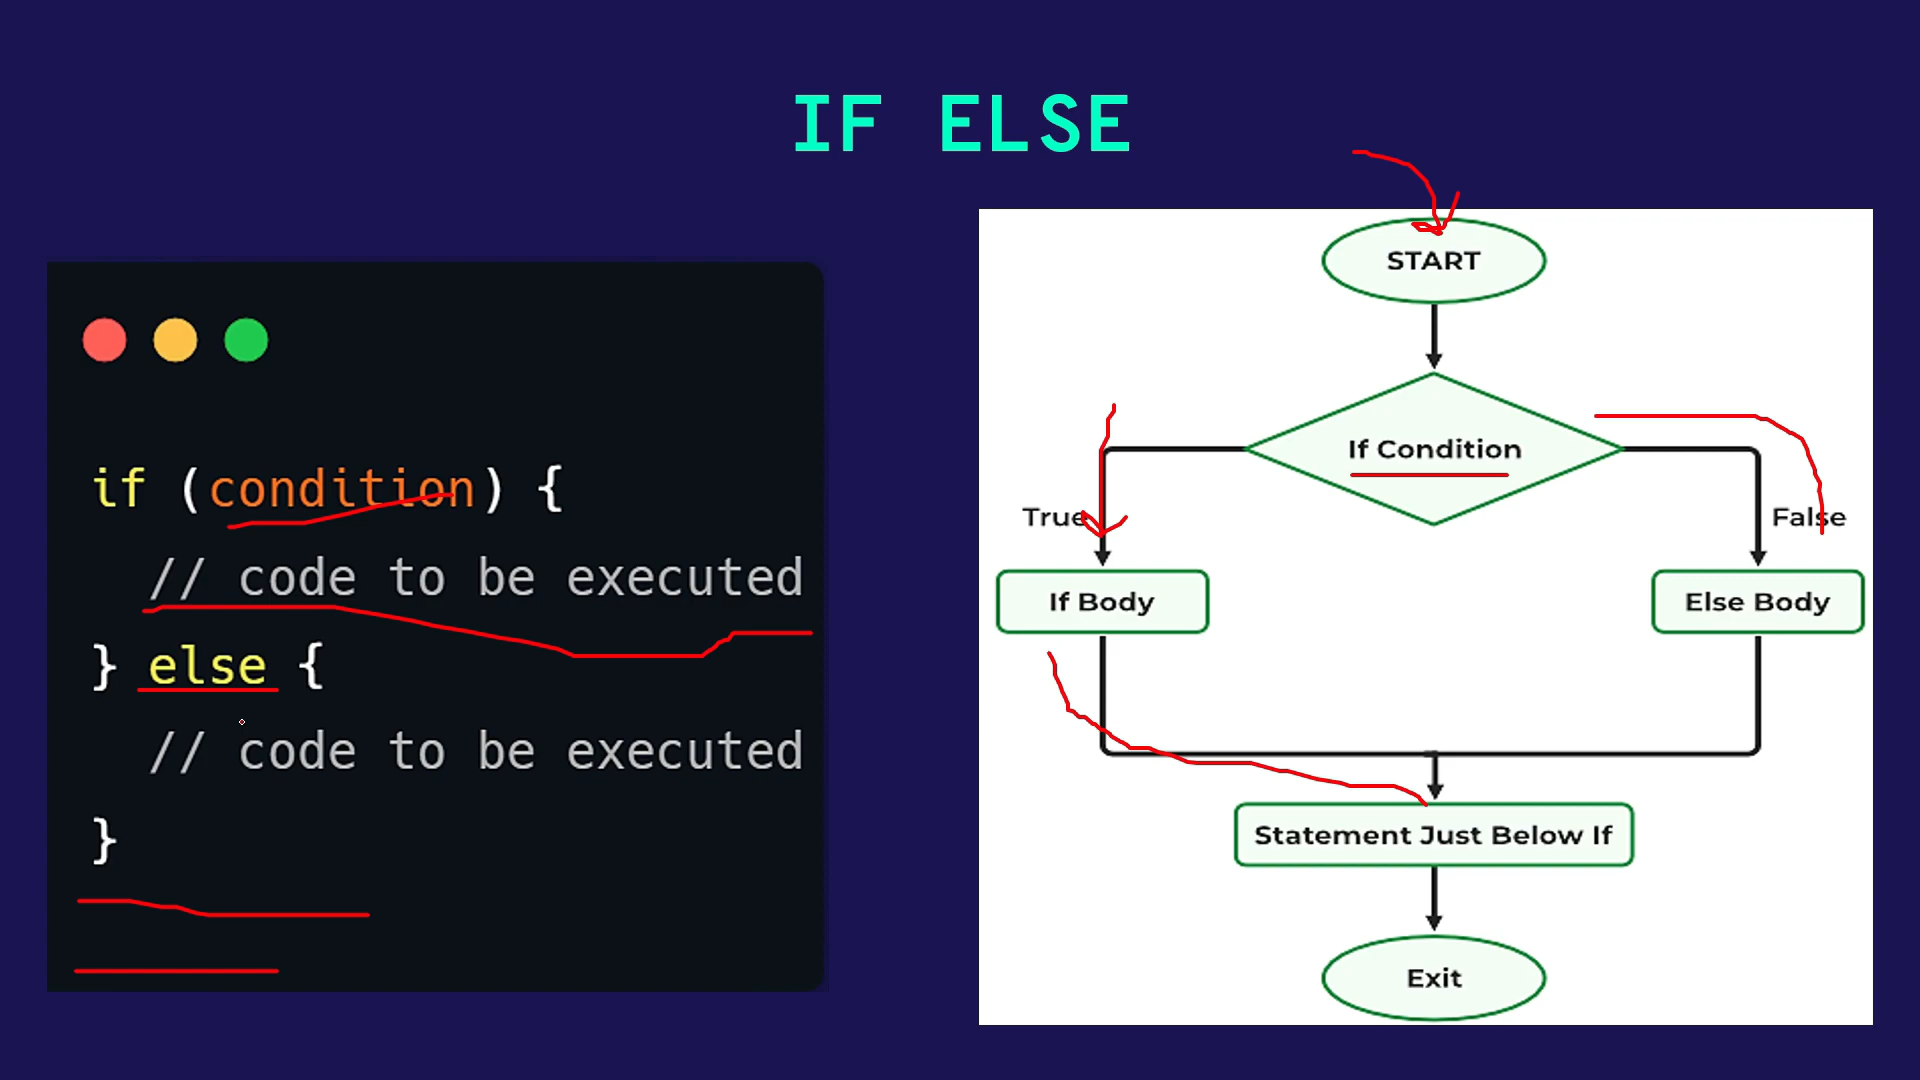 IF ELSE
if (condition) {
// code to be executed
} else {
// code to be executed
}
START
If Condition
True
False
If Body
Else Body
Statement Just Below If
Exit